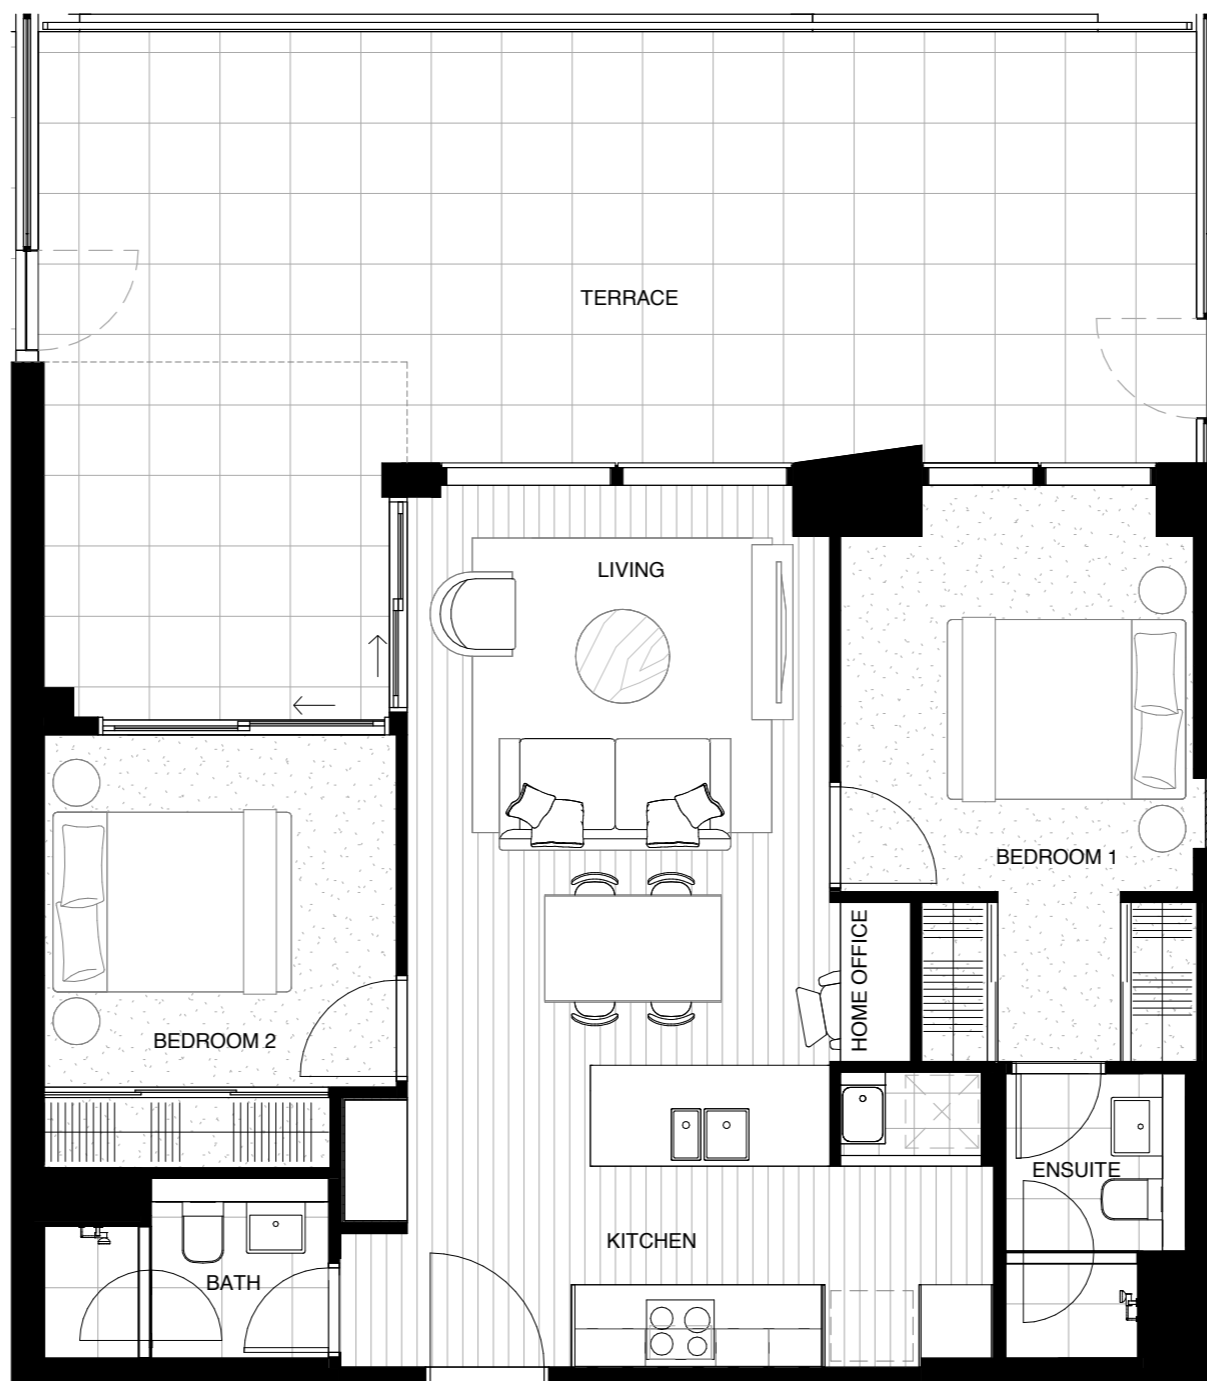 TERRACE
LIVING
BEDROOM 1
HOME OFFICE
BEDROOM 2
ENSUITE
KITCHEN
BATH